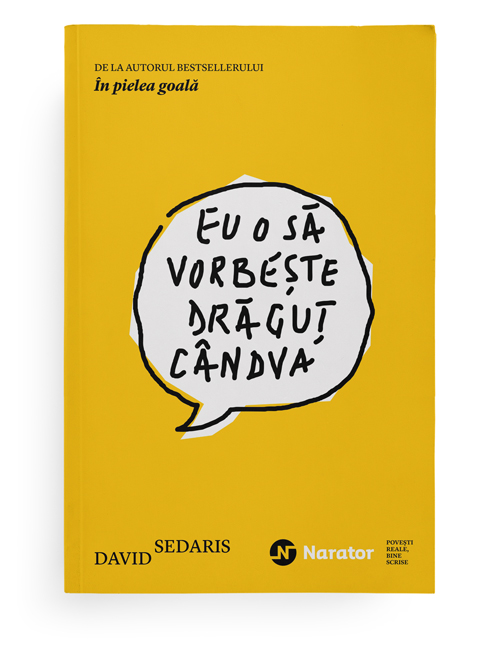 DE LA AUTORUL BESTSELLERULUI
În pielea goală
EU O SĂ
VORBEȘTE
DRĂGUȚ
CÂNDVA
DAVID SEDARIS
Narator
POVEȘTI
REALE,
BINE
SCRISE